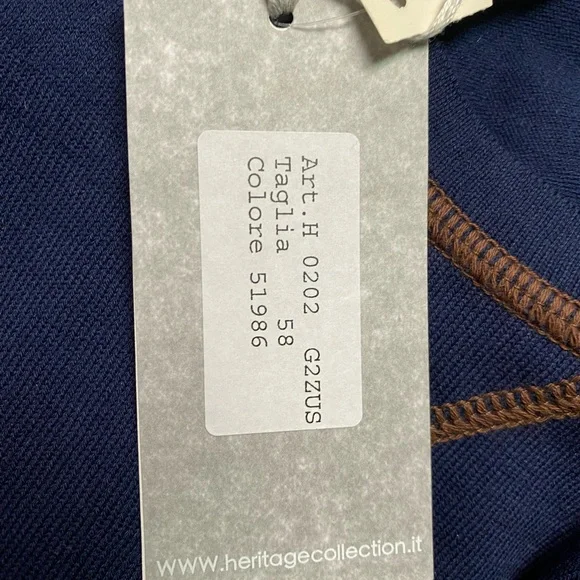 Art.H 0202 G2ZUS
Taglia 58
Colore 51986
www.heritagecollection.it